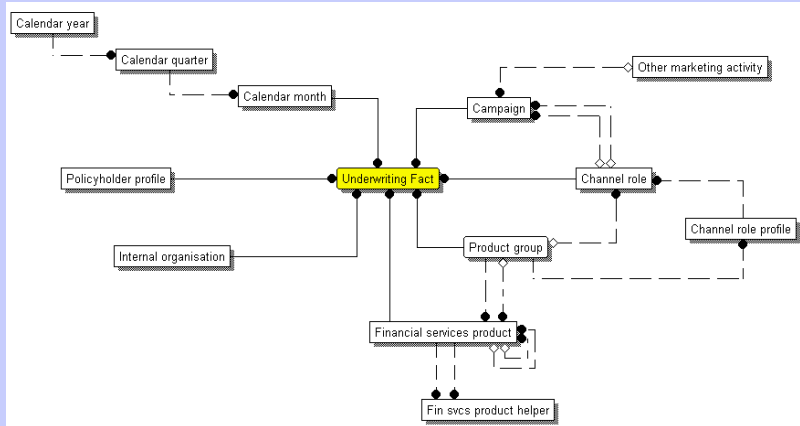 Calendar year
Calendar quarter
Other marketing activity
Calendar month
Campaign
Policyholder profile
Underwriting Fact
Channel role
Channel role profile
Product group
Internal organisation
Financial services product
Fin svcs product helper